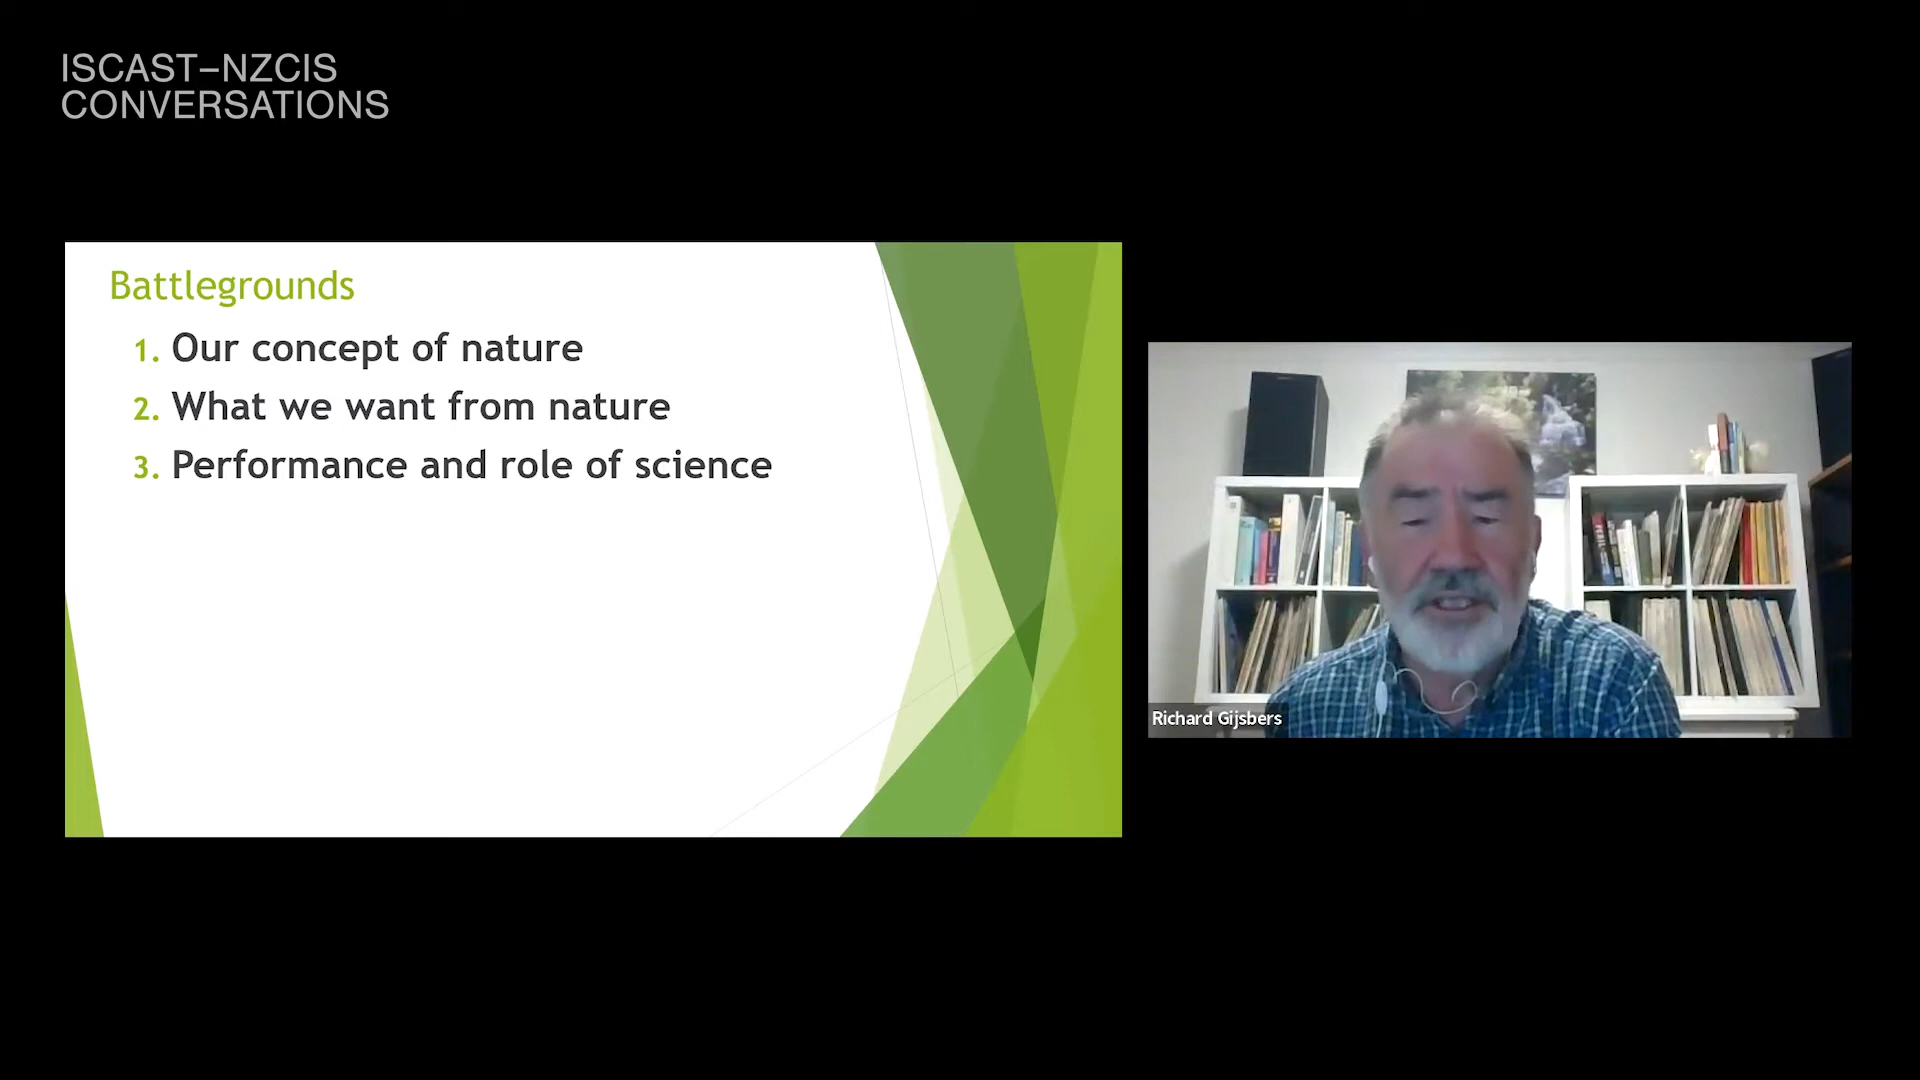 ISCAST–NZCIS
CONVERSATIONS
Battlegrounds
1. Our concept of nature
2. What we want from nature
3. Performance and role of science
Richard Gijsbers